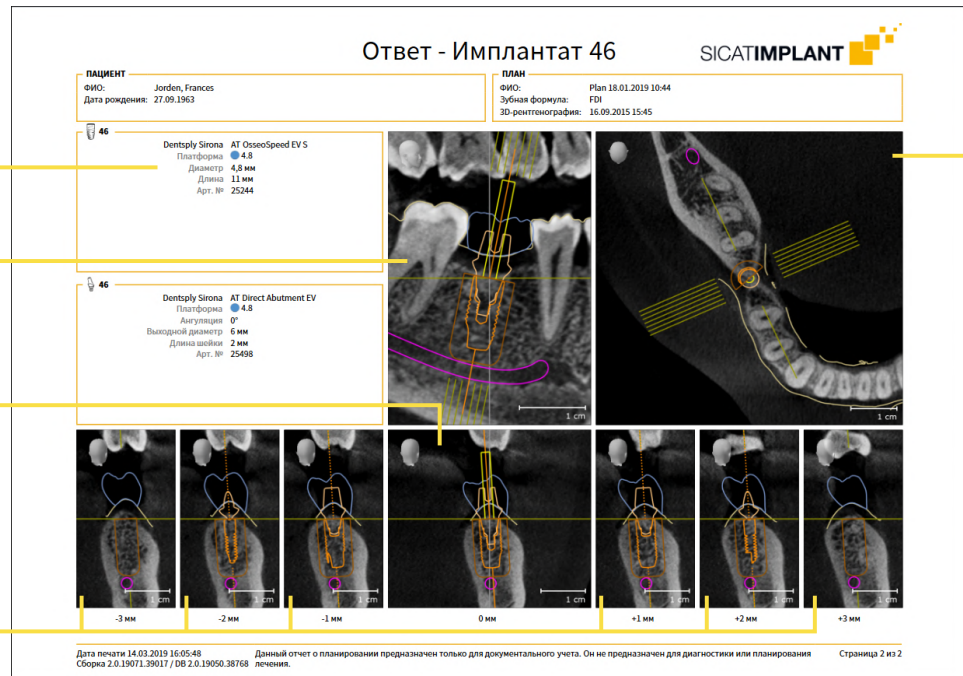 Ответ - Имплантат 46
SICATIMPLANT
ПАЦИЕНТ
ФИО: Jorden, Frances
Дата рождения: 27.09.1963
ПЛАН
ФИО: Plan 18.01.2019 10:44
Зубная формула: FDI
3D-рентгенография: 16.09.2015 15:45
46
Dentsply Sirona AT OsseoSpeed EV S
Платформа 4.8
Диаметр 4,8 мм
Длина 11 мм
Арт. № 25244
46
Dentsply Sirona AT Direct Abutment EV
Платформа 4.8
Ангуляция 0°
Выходной диаметр 6 мм
Длина шейки 2 мм
Арт. № 25498
1 cm
1 cm
1 cm
1 cm
1 cm
1 cm
1 cm
1 cm
1 cm
-3 мм
-2 мм
-1 мм
0 мм
+1 мм
+2 мм
+3 мм
Дата печати 14.03.2019 16:05:48 Данный отчет о планировании предназначен только для документального учета. Он не предназначен для диагностики или планирования Страница 2 из 2
Сборка 2.0.19071.39017 / DB 2.0.19050.38768 лечения.